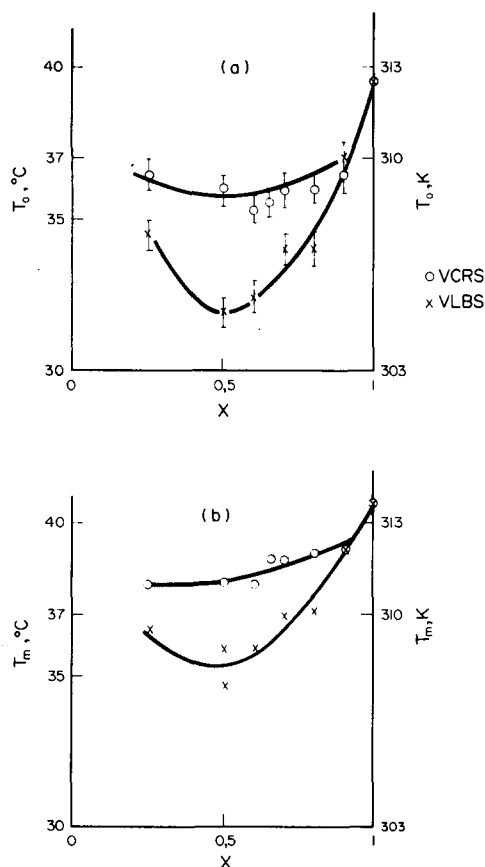 (a)
40
37
35
30
T₀, °C
313
310
303
T₀, K
0
0,5
1
X
○ VCRS
× VLBS
(b)
40
37
35
30
Tₘ, °C
313
310
303
Tₘ, K
0
0,5
1
X